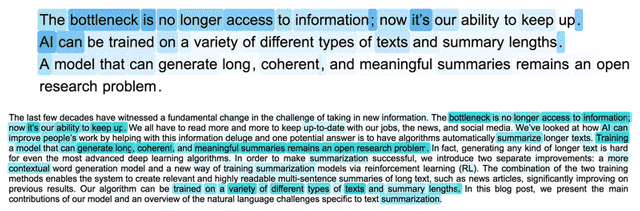 The bottleneck is no longer access to information; now it's our ability to keep up.
AI can be trained on a variety of different types of texts and summary lengths.
A model that can generate long, coherent, and meaningful summaries remains an open
research problem.
The last few decades have witnessed a fundamental change in the challenge of taking in new information. The bottleneck is no longer access to information;
now it's our ability to keep up. We all have to read more and more to keep up-to-date with our jobs, the news, and social media. We've looked at how AI can
improve people's work by helping with this information deluge and one potential answer is to have algorithms automatically summarize longer texts. Training
a model that can generate long, coherent, and meaningful summaries remains an open research problem. In fact, generating any kind of longer text is hard
for even the most advanced deep learning algorithms. In order to make summarization successful, we introduce two separate improvements: a more
contextual word generation model and a new way of training summarization models via reinforcement learning (RL). The combination of the two training
methods enables the system to create relevant and highly readable multi-sentence summaries of long text, such as news articles, significantly improving on
previous results. Our algorithm can be trained on a variety of different types of texts and summary lengths. In this blog post, we present the main
contributions of our model and an overview of the natural language challenges specific to text summarization.